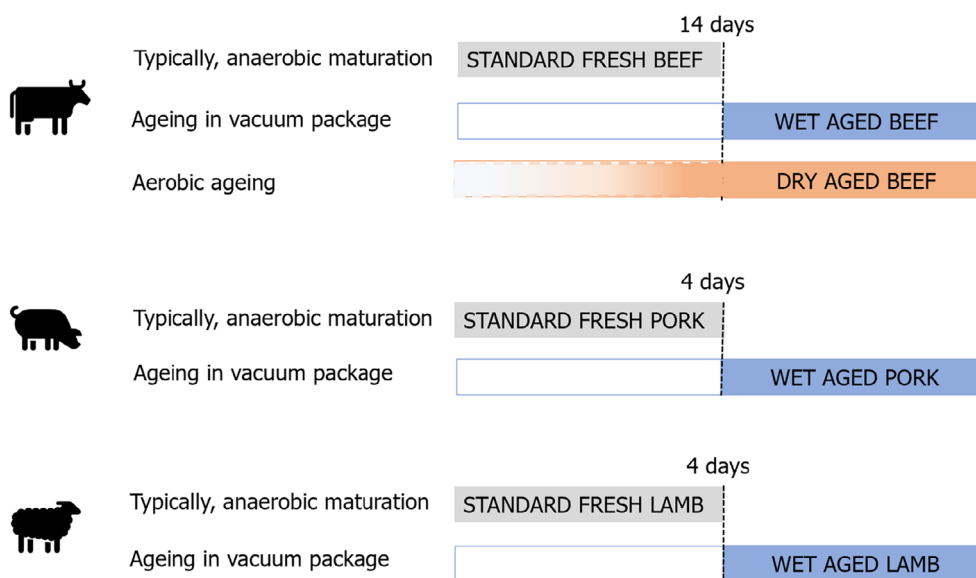 14 days
Typically, anaerobic maturation STANDARD FRESH BEEF
Ageing in vacuum package WET AGED BEEF
Aerobic ageing DRY AGED BEEF
4 days
Typically, anaerobic maturation STANDARD FRESH PORK
Ageing in vacuum package WET AGED PORK
4 days
Typically, anaerobic maturation STANDARD FRESH LAMB
Ageing in vacuum package WET AGED LAMB